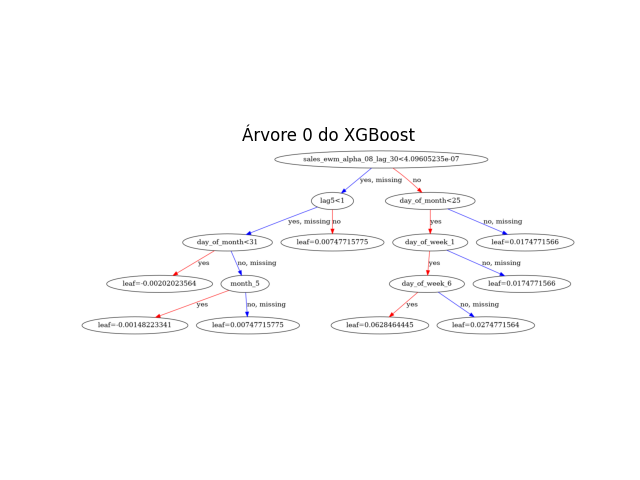 Árvore 0 do XGBoost
sales_ewm_alpha_08_lag_30<4.09605235e-07
yes, missing
no
lag5<1
day_of_month<25
yes, missing
no
yes
no, missing
day_of_month<31
leaf=0.00747715775
day_of_week_1
leaf=0.0174771566
yes
no, missing
yes
no, missing
leaf=-0.00202023564
month_5
day_of_week_6
leaf=0.0174771566
yes
no, missing
yes
no, missing
leaf=-0.00148223341
leaf=0.00747715775
leaf=0.0628464445
leaf=0.0274771564